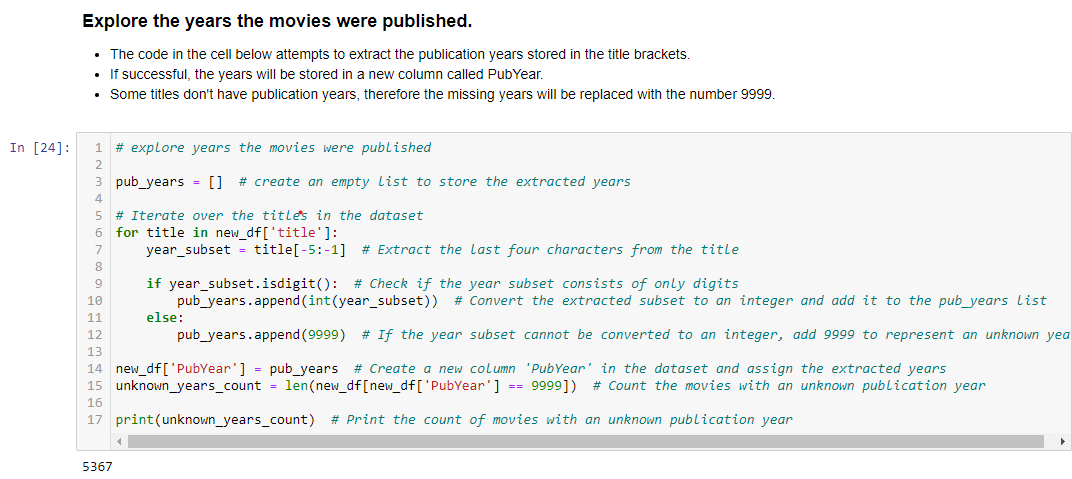 Explore the years the movies were published.
• The code in the cell below attempts to extract the publication years stored in the title brackets.
• If successful, the years will be stored in a new column called PubYear.
• Some titles don't have publication years, therefore the missing years will be replaced with the number 9999.
In [24]:
1 # explore years the movies were published
2
3 pub_years = []  # create an empty list to store the extracted years
4
5 # Iterate over the titles in the dataset
6 for title in new_df['title']:
7     year_subset = title[-5:-1]  # Extract the last four characters from the title
8
9     if year_subset.isdigit():  # Check if the year subset consists of only digits
10         pub_years.append(int(year_subset))  # Convert the extracted subset to an integer and add it to the pub_years list
11     else:
12         pub_years.append(9999)  # If the year subset cannot be converted to an integer, add 9999 to represent an unknown yea
13
14 new_df['PubYear'] = pub_years  # Create a new column 'PubYear' in the dataset and assign the extracted years
15 unknown_years_count = len(new_df[new_df['PubYear'] == 9999])  # Count the movies with an unknown publication year
16
17 print(unknown_years_count)  # Print the count of movies with an unknown publication year
5367